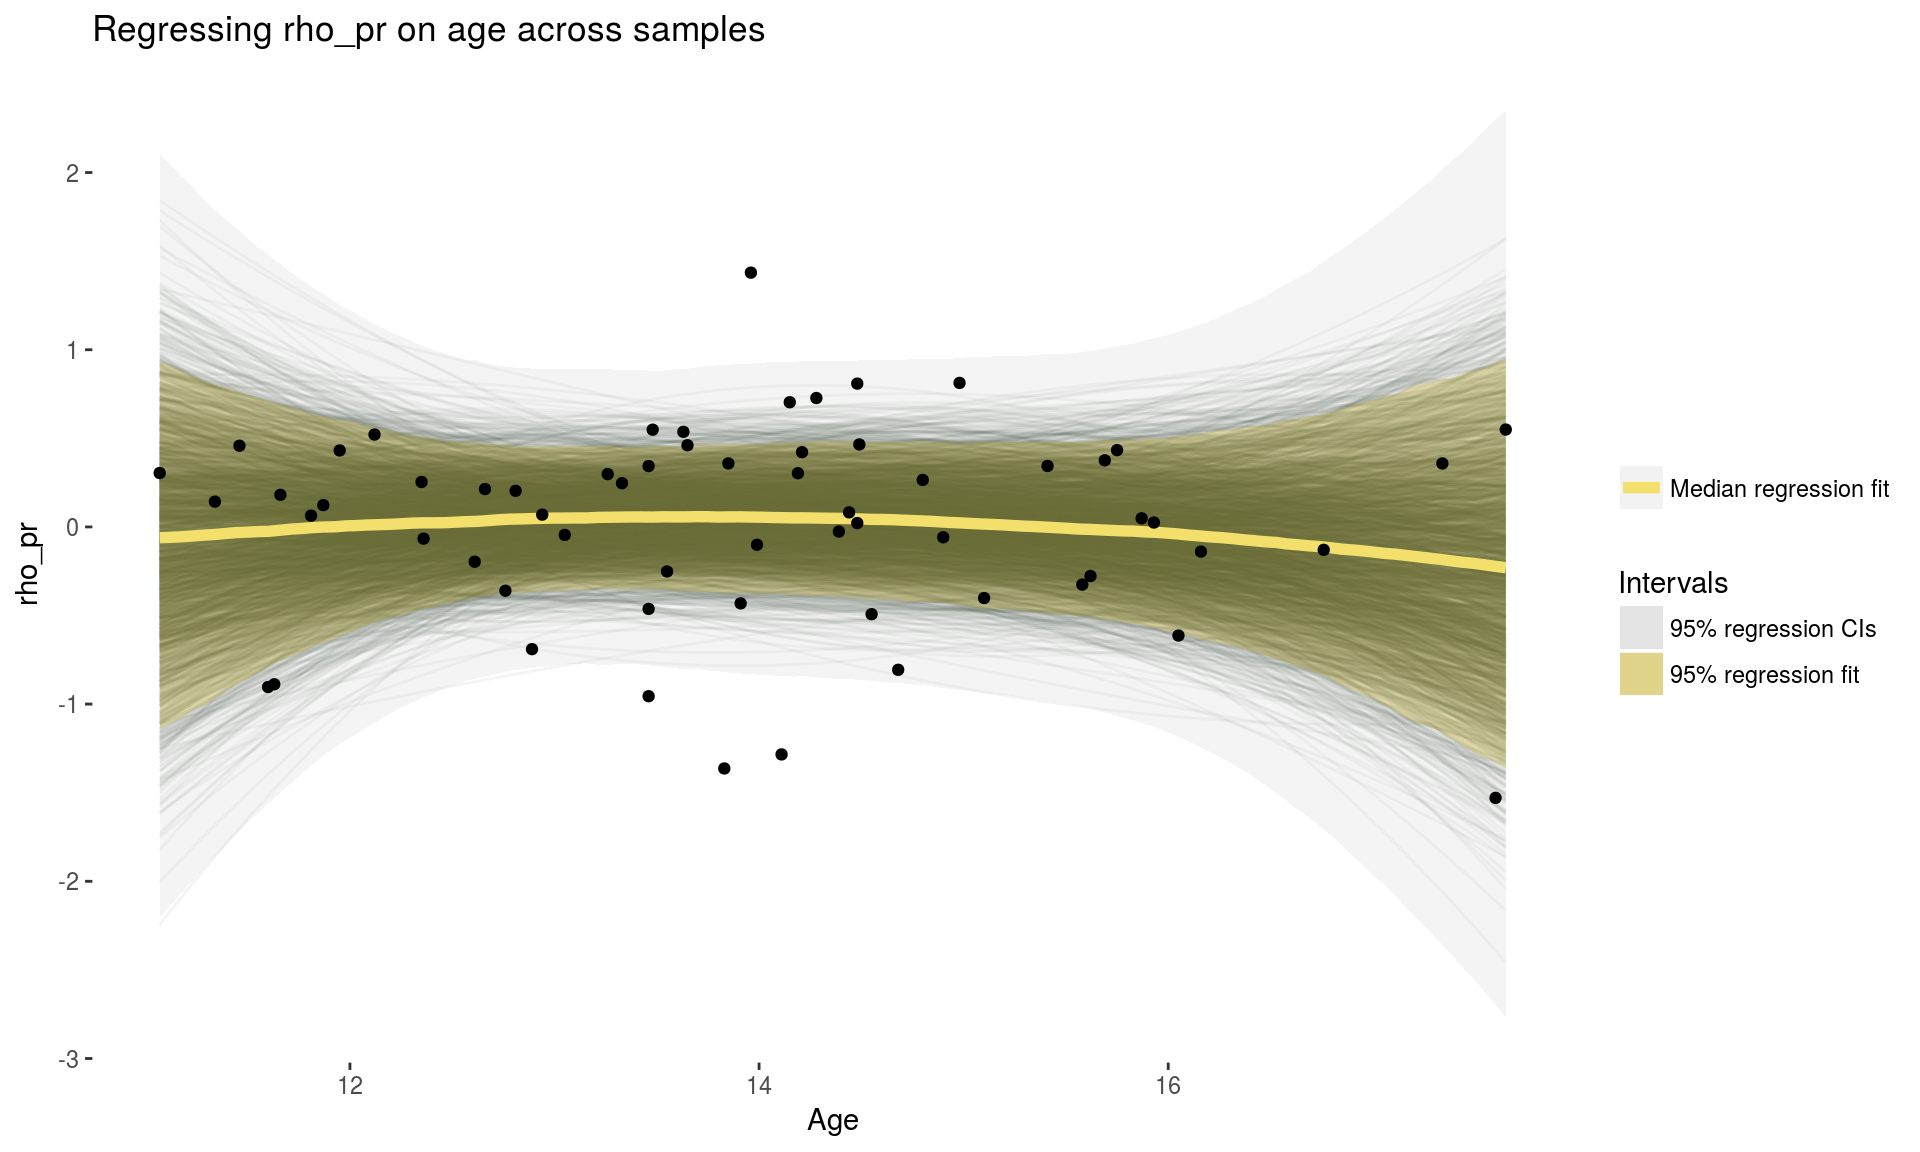 Regressing rho_pr on age across samples
2
1
0
-1
-2
-3
rho_pr
12
14
16
Age
Median regression fit
Intervals
95% regression CIs
95% regression fit